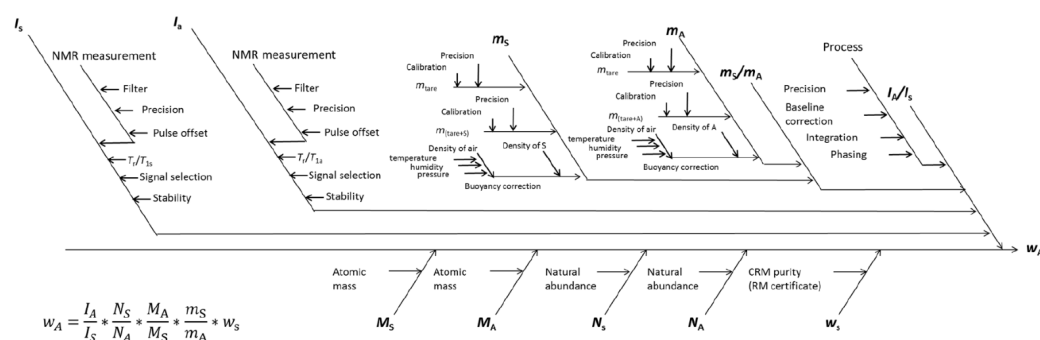 I_s
NMR measurement
Filter
Precision
Pulse offset
T_r/T_1s
Signal selection
Stability
I_a
NMR measurement
Filter
Precision
Pulse offset
T_r/T_1a
Signal selection
Stability
m_S
Precision
Calibration
m_tare
Precision
Calibration
m_(tare+S)
Density of air
Density of S
temperature
humidity
pressure
Buoyancy correction
m_A
Precision
Calibration
m_tare
Precision
Calibration
m_(tare+A)
Density of air
Density of A
temperature
humidity
pressure
Buoyancy correction
m_S/m_A
Process
I_A/I_s
Precision
Baseline
correction
Integration
Phasing
w_A
Atomic
mass
M_S
Atomic
mass
M_A
Natural
abundance
N_s
Natural
abundance
N_A
CRM purity
(RM certificate)
w_s
w_A = I_A/I_S * N_S/N_A * M_A/M_S * m_S/m_A * w_s